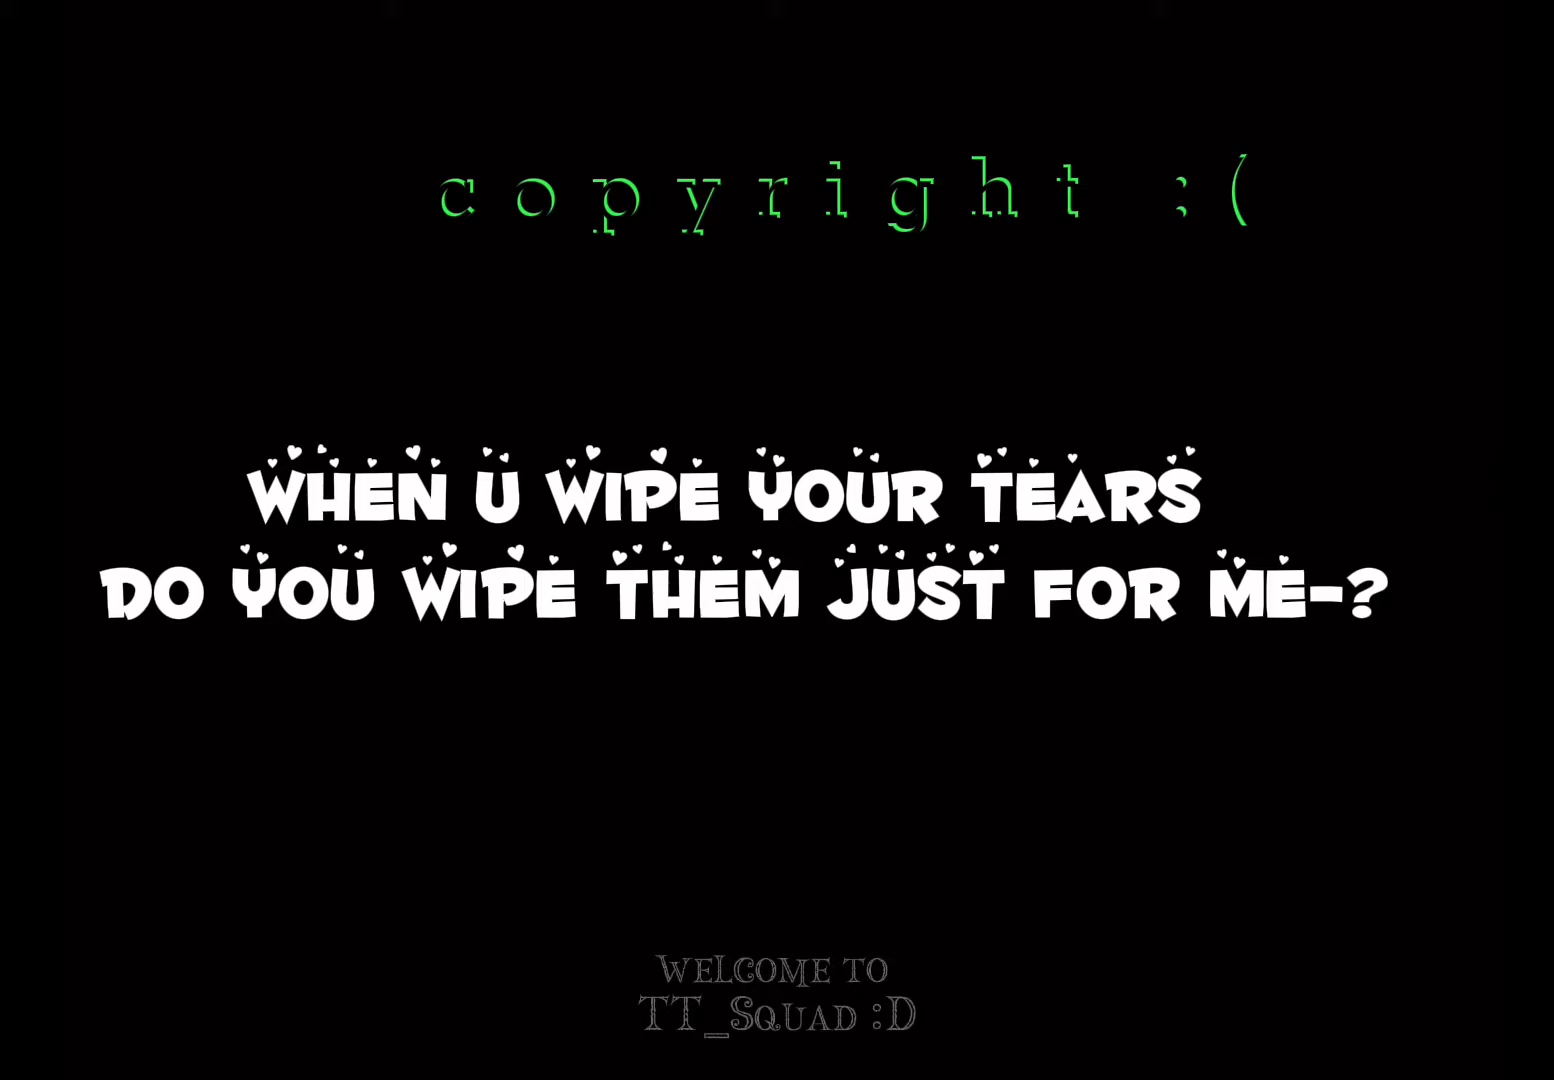 copyright :(
WHEN U WIPE YOUR TEARS
DO YOU WIPE THEM JUST FOR ME-?
WELCOME TO
TT_SQUAD :D